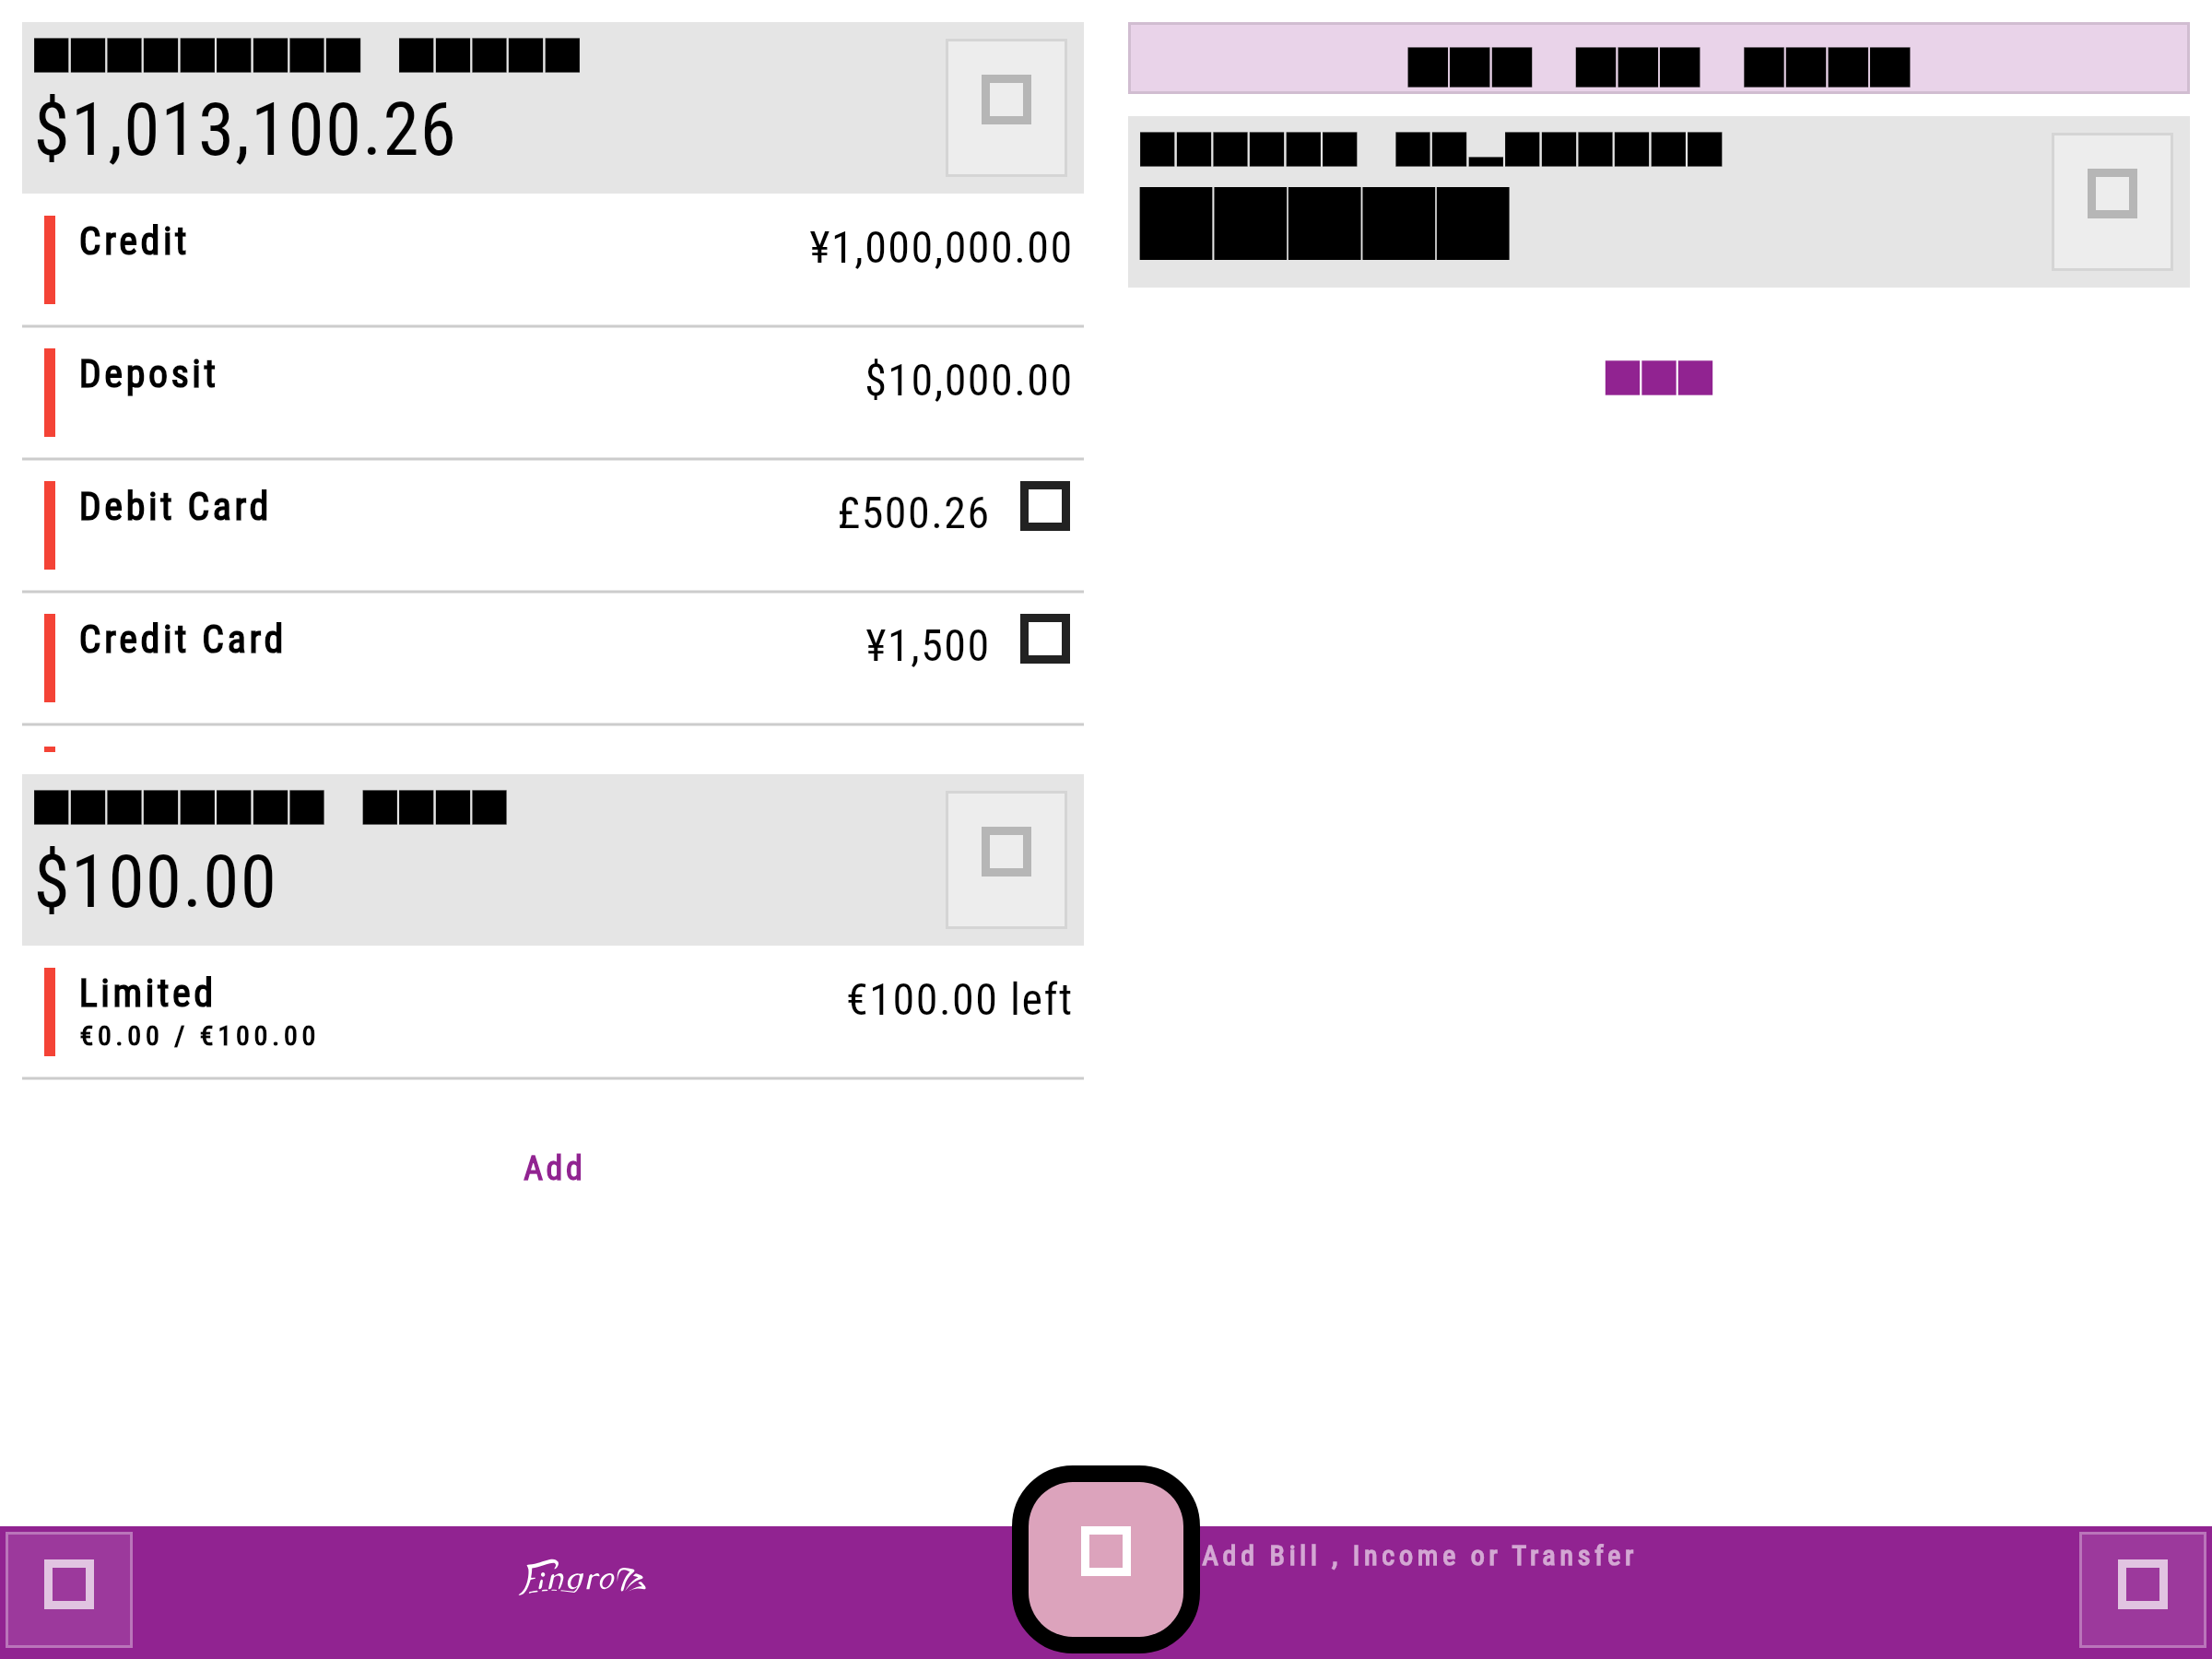 $1,013,100.26
Credit
¥1,000,000.00
Deposit
$10,000.00
Debit Card
£500.26
Credit Card
¥1,500
$100.00
Limited
€100.00 left
€0.00 / €100.00
Add
Add Bill , Income or Transfer